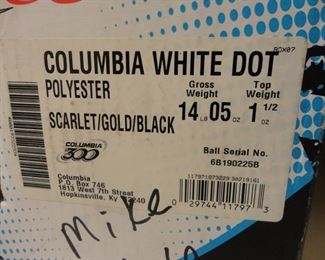 BOX07
COLUMBIA WHITE DOT
POLYESTER
Gross Weight
Top Weight
14 LB 05 OZ
1 1/2 OZ
SCARLET/GOLD/BLACK
COLUMBIA
300
Ball Serial No.
6B190225B
Columbia
P.O. Box 746
1813 West 7th Street
Hopkinsville, Ky
240
0 29744 11797 3
Mike